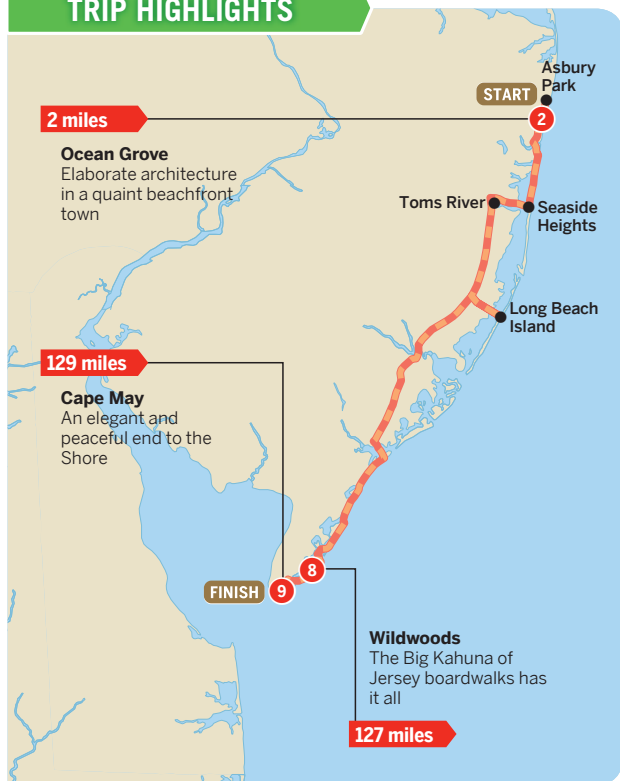 TRIP HIGHLIGHTS
Asbury
Park
START
2 miles
2
Ocean Grove
Elaborate architecture
in a quaint beachfront
town
Toms River
Seaside
Heights
Long Beach
Island
129 miles
Cape May
An elegant and
peaceful end to the
Shore
8
FINISH
9
Wildwoods
The Big Kahuna of
Jersey boardwalks has
it all
127 miles